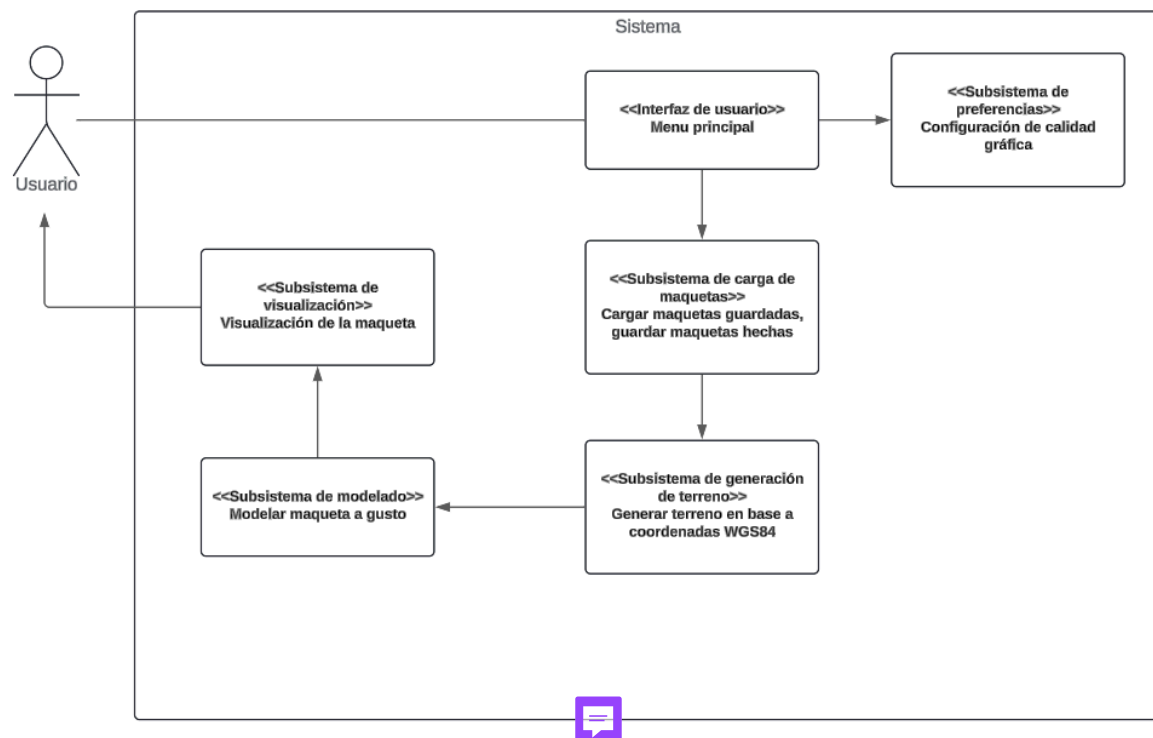 Sistema
Usuario
<<Interfaz de usuario>>
Menu principal
<<Subsistema de
preferencias>>
Configuración de calidad
gráfica
<<Subsistema de carga de
maquetas>>
Cargar maquetas guardadas,
guardar maquetas hechas
<<Subsistema de
visualización>>
Visualización de la maqueta
<<Subsistema de generación
de terreno>>
Generar terreno en base a
coordenadas WGS84
<<Subsistema de modelado>>
Modelar maqueta a gusto